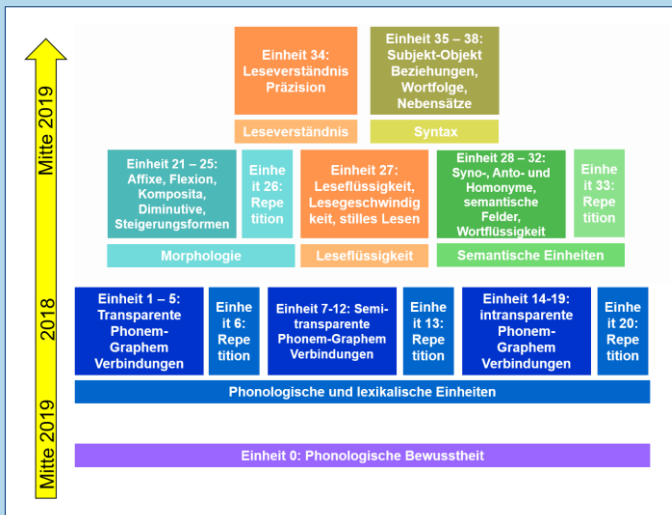 Mitte 2019
Einheit 34:
Leseverständnis
Präzision
Einheit 35 – 38:
Subjekt-Objekt
Beziehungen,
Wortfolge,
Nebensätze
Leseverständnis
Syntax
Einheit 21 – 25:
Affixe, Flexion,
Komposita,
Diminutive,
Steigerungsformen
Einhe
it 26:
Repe
tition
Einheit 27:
Leseflüssigkeit,
Lesegeschwindig
keit, stilles Lesen
Einheit 28 – 32:
Syno-, Anto- und
Homonyme,
semantische
Felder,
Wortflüssigkeit
Einhe
it 33:
Repe
tition
Morphologie
Leseflüssigkeit
Semantische Einheiten
2018
Einheit 1 – 5:
Transparente
Phonem-
Graphem
Verbindungen
Einhe
it 6:
Repe
tition
Einheit 7-12: Semi-
transparente
Phonem-Graphem
Verbindungen
Einhe
it 13:
Repe
tition
Einheit 14-19:
intransparente
Phonem-
Graphem
Verbindungen
Einhe
it 20:
Repe
tition
Phonologische und lexikalische Einheiten
Mitte 2019
Einheit 0: Phonologische Bewusstheit